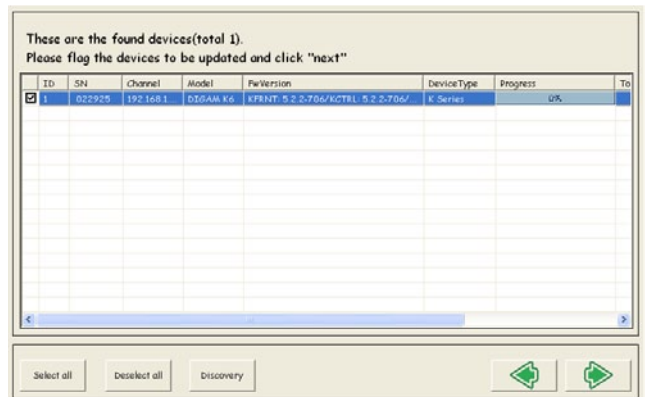 These are the found devices(total 1).
Please flag the devices to be updated and click "next"
ID SN Channel Model FwVersion DeviceType Progress To
1 022925 192.168.1... DIGAM K6 KFRNT: 5.2.2-706/KCTRL: 5.2.2-706/... K Series 0%
Select all Deselect all Discovery